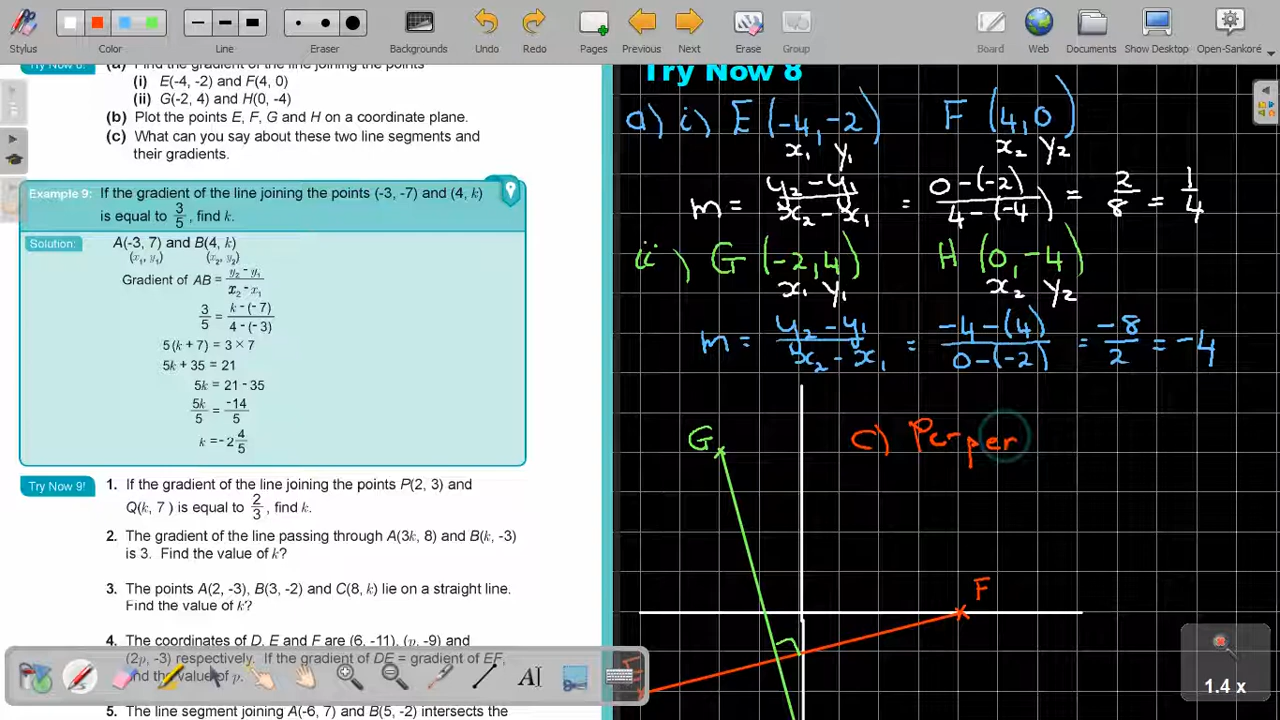 Stylus
Color
Line
Eraser
Backgrounds
Undo
Redo
Pages
Previous
Next
Erase
Group
Board
Web
Documents
Show Desktop
Open-Sankoré
(a) Find the gradient of the line joining the points
(i) E(-4, -2) and F(4, 0)
(ii) G(-2, 4) and H(0, -4)
(b) Plot the points E, F, G and H on a coordinate plane.
(c) What can you say about these two line segments and
their gradients.
Example 9: If the gradient of the line joining the points (-3, -7) and (4, k)
is equal to 3/5, find k.
Solution: A(-3, 7) and B(4, k)
(x₁, y₁) (x₂, y₂)
Gradient of AB = y₂ - y₁ / x₂ - x₁
3/5 = k - (- 7) / 4 - (- 3)
5(k + 7) = 3 × 7
5k + 35 = 21
5k = 21 - 35
5k/5 = -14/5
k = -2 4/5
Try Now 9! 1. If the gradient of the line joining the points P(2, 3) and
Q(k, 7 ) is equal to 2/3, find k.
2. The gradient of the line passing through A(3k, 8) and B(k, -3)
is 3. Find the value of k?
3. The points A(2, -3), B(3, -2) and C(8, k) lie on a straight line.
Find the value of k?
4. The coordinates of D, E and F are (6, -11), (p, -9) and
(2p, -3) respectively. If the gradient of DE = gradient of EF,
find the value of p.
5. The line segment joining A(-6, 7) and B(5, -2) intersects the
Try Now 8
a) i) E (-4, -2) F (4, 0)
x₁ y₁ x₂ y₂
m = y₂ - y₁ / x₂ - x₁ = 0 - (-2) / 4 - (-4) = 2/8 = 1/4
ii) G (-2, 4) H (0, -4)
x₁ y₁ x₂ y₂
m = y₂ - y₁ / x₂ - x₁ = -4 - (4) / 0 - (-2) = -8/2 = -4
G
c) Perper
F
1.4 x